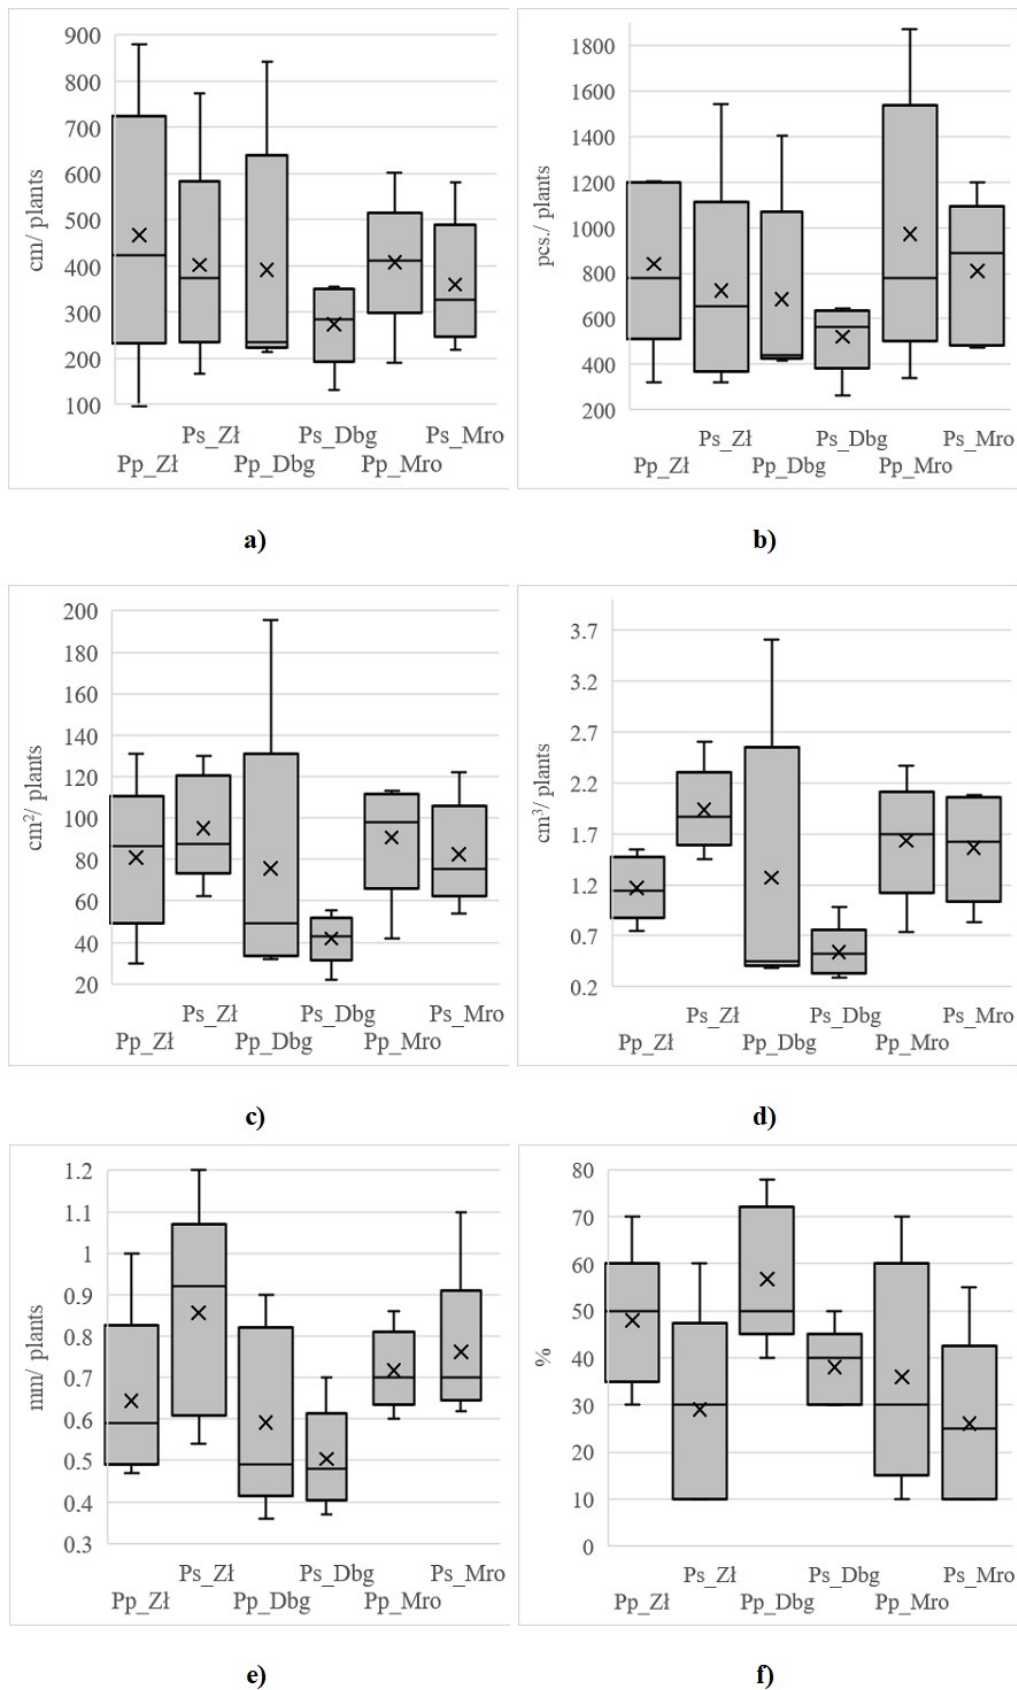 900
800
700
600
500
400
300
200
100
cm/ plants
Ps_Zł Ps_Dbg Ps_Mro
Pp_Zł Pp_Dbg Pp_Mro
a)
1800
1600
1400
1200
1000
800
600
400
200
pcs./ plants
Ps_Zł Ps_Dbg Ps_Mro
Pp_Zł Pp_Dbg Pp_Mro
b)
200
180
160
140
120
100
80
60
40
20
cm²/ plants
Ps_Zł Ps_Dbg Ps_Mro
Pp_Zł Pp_Dbg Pp_Mro
c)
3.7
3.2
2.7
2.2
1.7
1.2
0.7
0.2
cm³/ plants
Ps_Zł Ps_Dbg Ps_Mro
Pp_Zł Pp_Dbg Pp_Mro
d)
1.2
1.1
1
0.9
0.8
0.7
0.6
0.5
0.4
0.3
mm/ plants
Ps_Zł Ps_Dbg Ps_Mro
Pp_Zł Pp_Dbg Pp_Mro
e)
80
70
60
50
40
30
20
10
0
%
Ps_Zł Ps_Dbg Ps_Mro
Pp_Zł Pp_Dbg Pp_Mro
f)